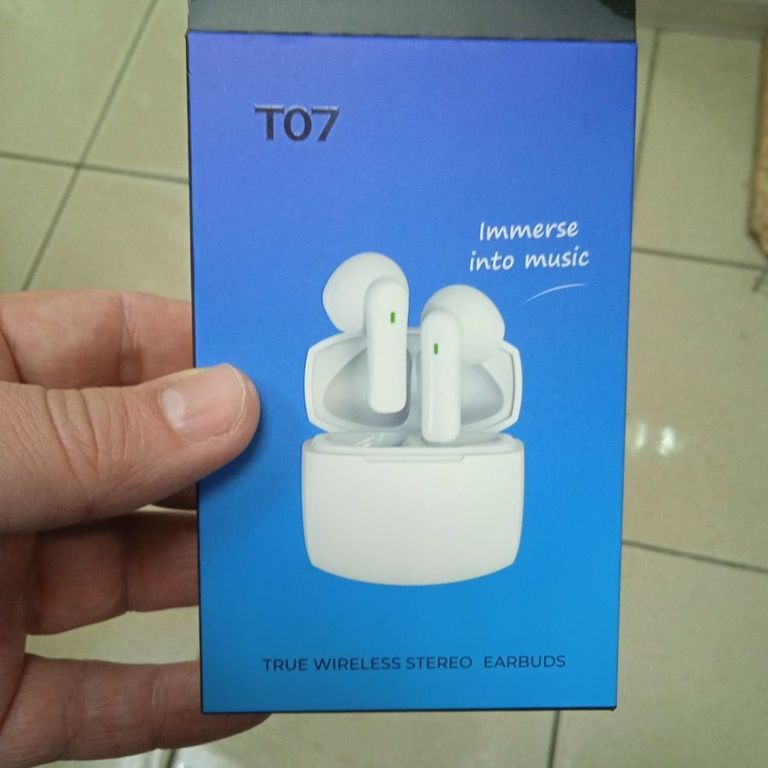 T07
Immerse
into music
TRUE WIRELESS STEREO EARBUDS